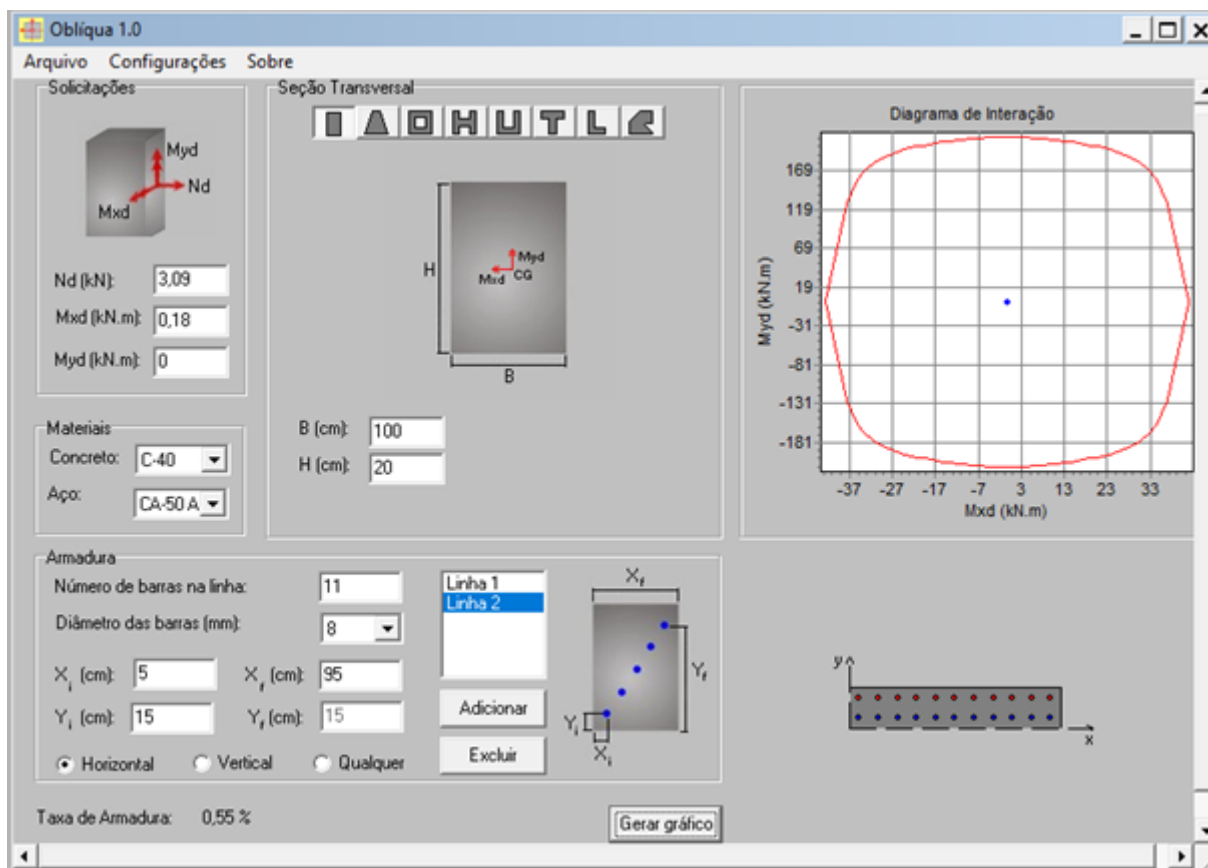 Oblíqua 1.0
Arquivo Configurações Sobre
Solicitações
Myd
Nd
Mxd
Nd (kN): 3,09
Mxd (kN.m): 0,18
Myd (kN.m): 0
Materiais
Concreto: C-40
Aço: CA-50 A
Seção Transversal
H
Myd
Mxd CG
B
B (cm): 100
H (cm): 20
Diagrama de Interação
Myd (kN.m)
169
119
69
19
-31
-81
-131
-181
-37 -27 -17 -7 3 13 23 33
Mxd (kN.m)
Armadura
Número de barras na linha: 11
Diâmetro das barras (mm): 8
Xi (cm): 5 Xf (cm): 95
Yi (cm): 15 Yf (cm): 15
Horizontal Vertical Qualquer
Linha 1
Linha 2
Adicionar
Excluir
Xf
Yf
Yi
Xi
y
x
Taxa de Armadura: 0,55 %
Gerar gráfico